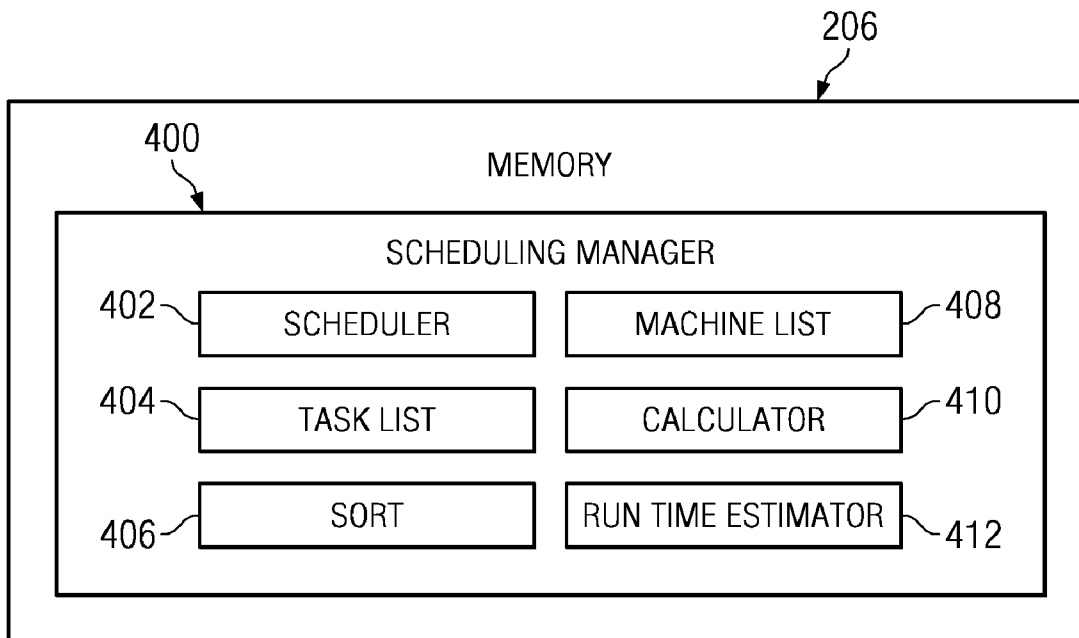 206
400
MEMORY
SCHEDULING MANAGER
402 SCHEDULER MACHINE LIST 408
404 TASK LIST CALCULATOR 410
406 SORT RUN TIME ESTIMATOR 412